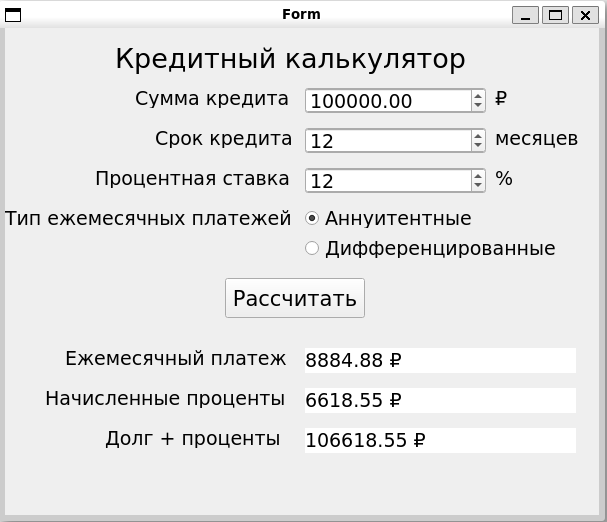 Form
Кредитный калькулятор
Сумма кредита 100000.00 ₽
Срок кредита 12 месяцев
Процентная ставка 12 %
Тип ежемесячных платежей Аннуитентные
Дифференцированные
Рассчитать
Ежемесячный платеж 8884.88 ₽
Начисленные проценты 6618.55 ₽
Долг + проценты 106618.55 ₽